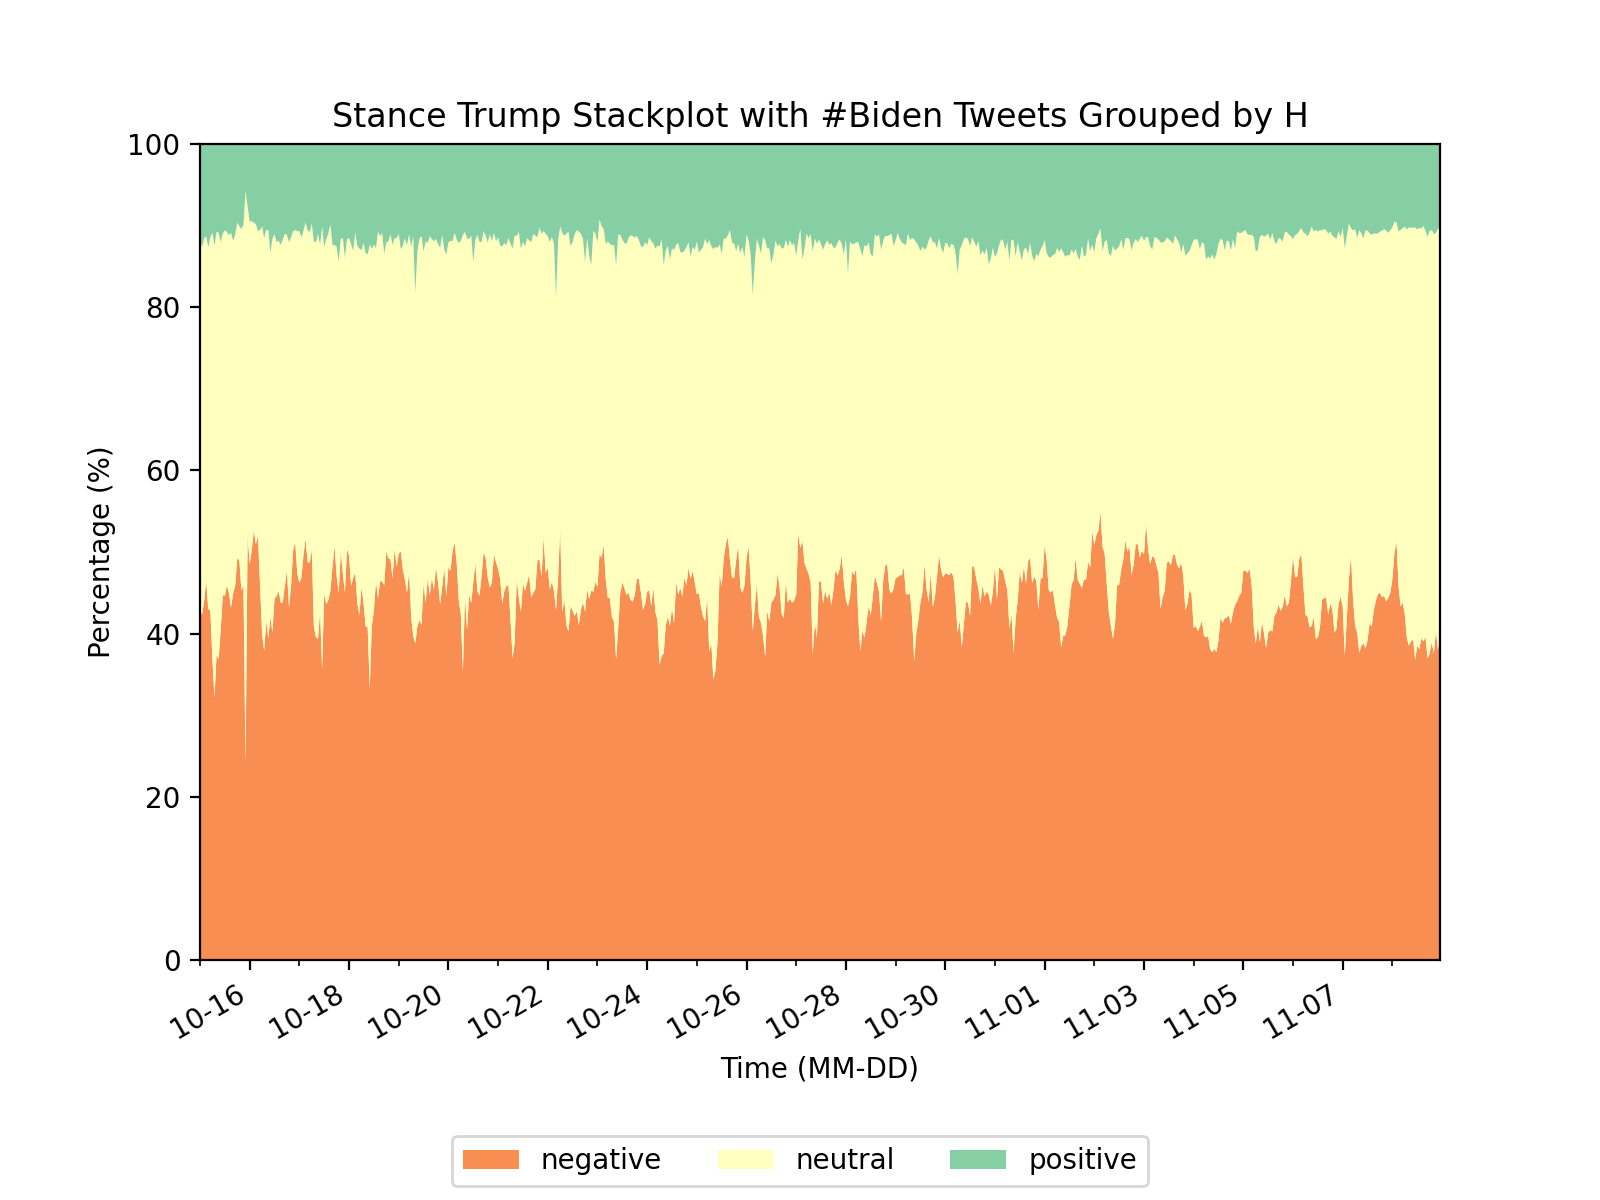 Stance Trump Stackplot with #Biden Tweets Grouped by H
100
80
60
40
20
0
Percentage (%)
10-16 10-18 10-20 10-22 10-24 10-26 10-28 10-30 11-01 11-03 11-05 11-07
Time (MM-DD)
negative neutral positive